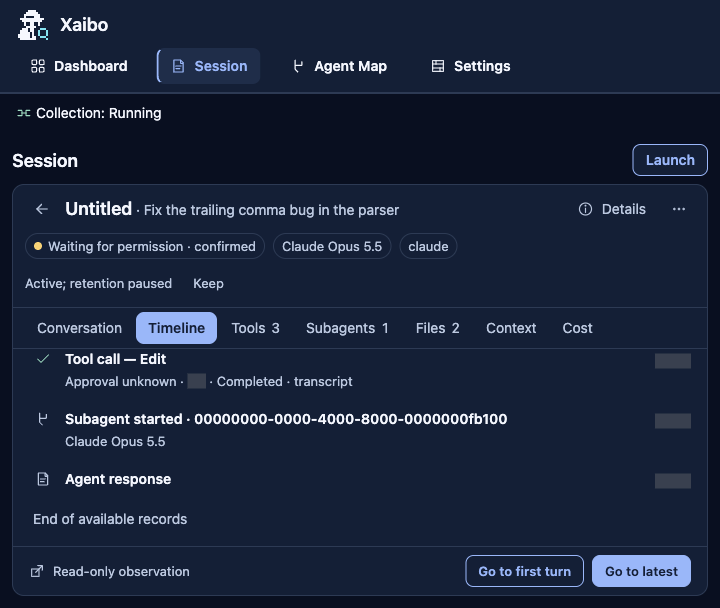 Xaibo
Dashboard Session Agent Map Settings
Collection: Running
Session Launch
Untitled · Fix the trailing comma bug in the parser Details
Waiting for permission · confirmed Claude Opus 5.5 claude
Active; retention paused Keep
Conversation Timeline Tools 3 Subagents 1 Files 2 Context Cost
Tool call — Edit
Approval unknown · · Completed · transcript
Subagent started · 00000000-0000-4000-8000-0000000fb100
Claude Opus 5.5
Agent response
End of available records
Read-only observation Go to first turn Go to latest